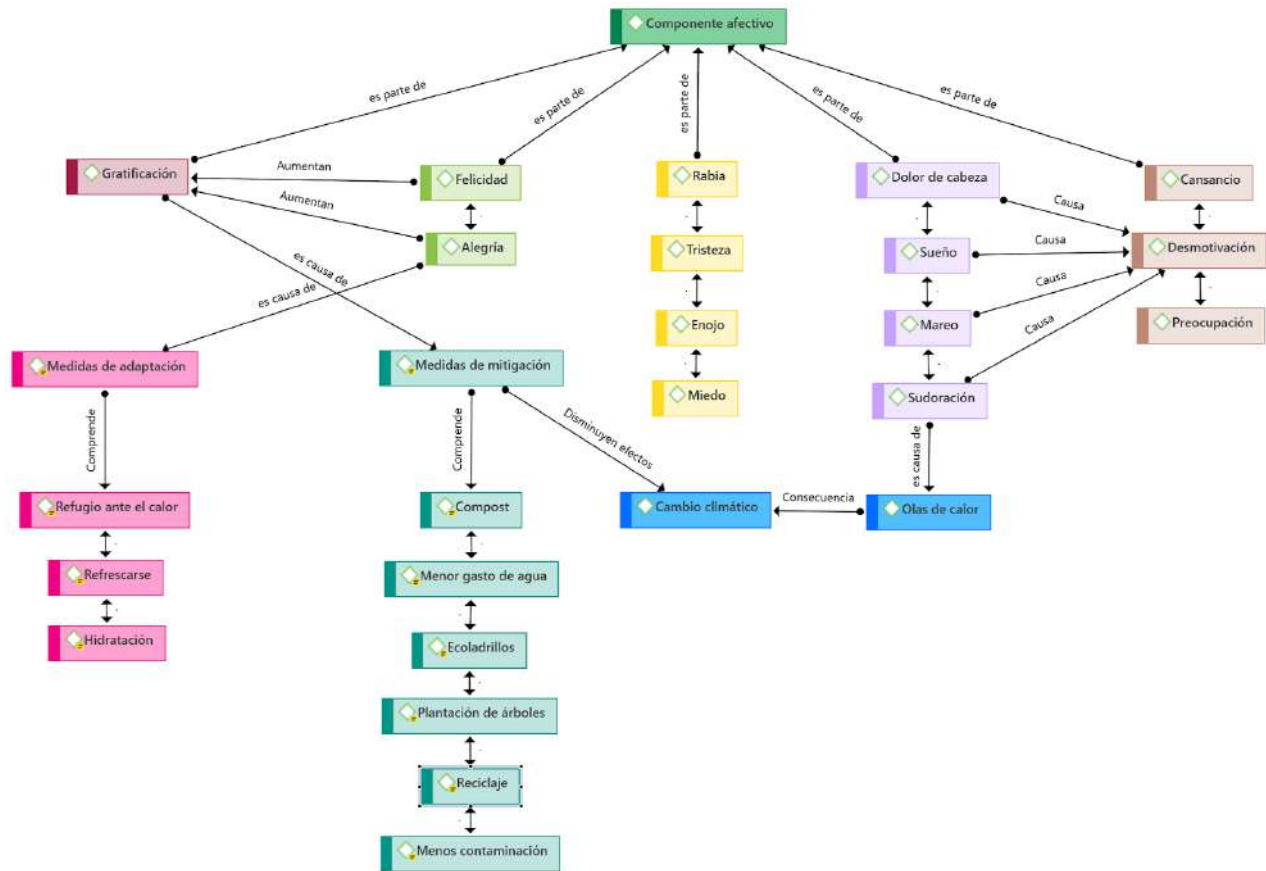 Componente afectivo
es parte de
es parte de
es parte de
es parte de
es parte de
Gratificación
Aumentan
Felicidad
Rabia
Dolor de cabeza
Cansancio
Aumentan
Causa
Alegría
Tristeza
Sueño
Causa
Desmotivación
es causa de
es causa de
Enojo
Mareo
Causa
Causa
Preocupación
Medidas de adaptación
Medidas de mitigación
Miedo
Sudoración
Comprende
Comprende
Disminuyen efectos
es causa de
Refugio ante el calor
Compost
Cambio climático
Consecuencia
Olas de calor
Refrescarse
Menor gasto de agua
Hidratación
Ecoladrillos
Plantación de árboles
Reciclaje
Menos contaminación